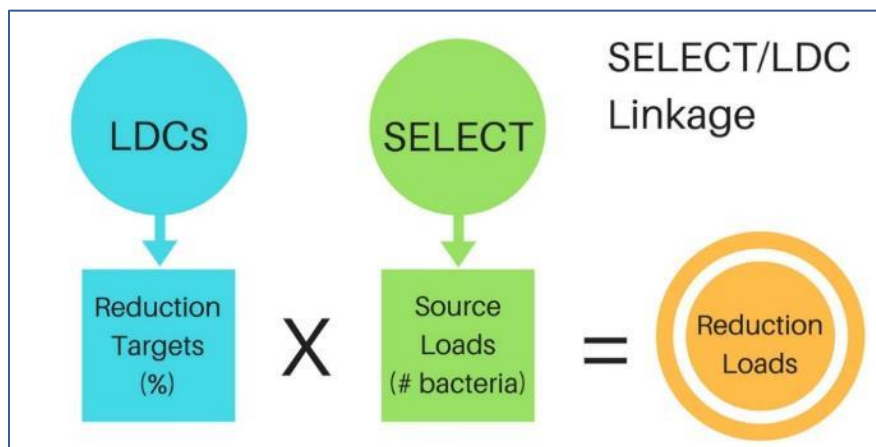 SELECT/LDC
Linkage
LDCs
SELECT
Reduction
Targets
(%)
X
Source
Loads
(# bacteria)
=
Reduction
Loads